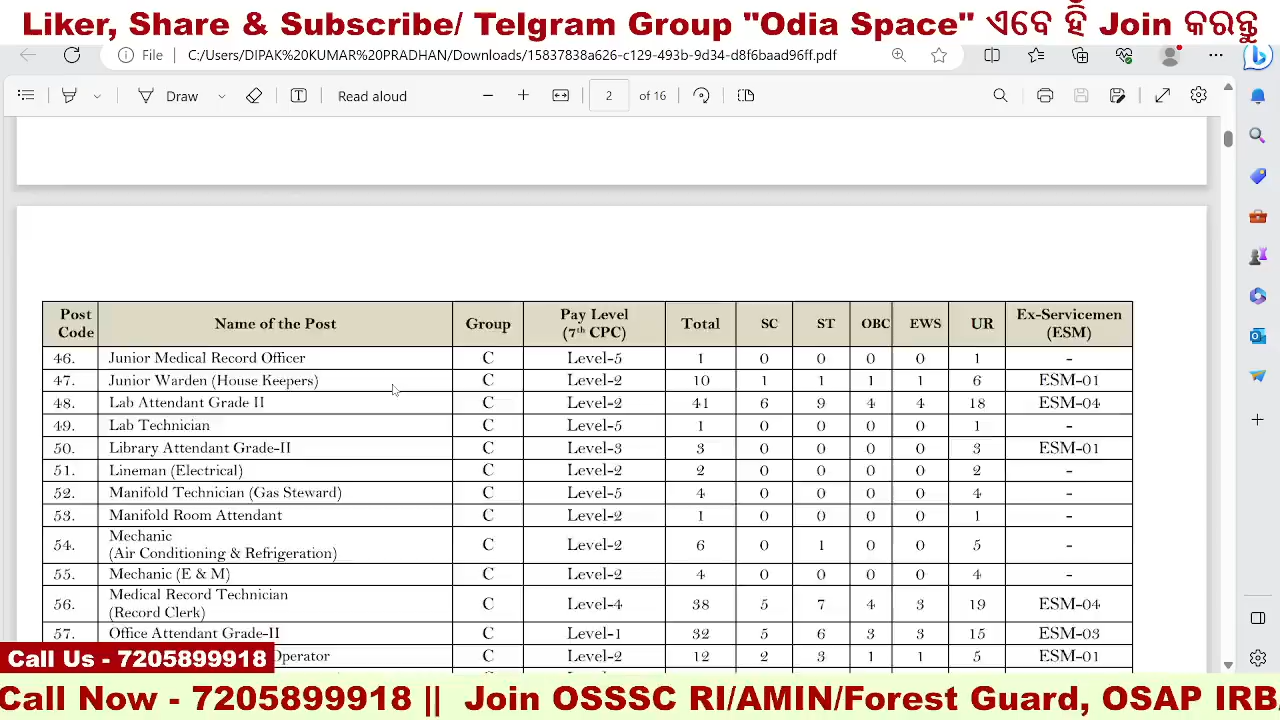 Liker, Share & Subscribe/ Telgram Group "Odia Space" ଏବେ ହିଁ Join କରନ୍ତୁ
File C:/Users/DIPAK%20KUMAR%20PRADHAN/Downloads/15887838a626-c129-493b-9d34-d8f6baad96ff.pdf
Draw Read aloud 2 of 16
Post Code Name of the Post Group Pay Level (7th CPC) Total SC ST OBC EWS UR Ex-Servicemen (ESM)
46. Junior Medical Record Officer C Level-5 1 0 0 0 0 1 -
47. Junior Warden (House Keepers) C Level-2 10 1 1 1 1 6 ESM-01
48. Lab Attendant Grade II C Level-2 41 6 9 4 4 18 ESM-04
49. Lab Technician C Level-5 1 0 0 0 0 1 -
50. Library Attendant Grade-II C Level-3 3 0 0 0 0 3 ESM-01
51. Lineman (Electrical) C Level-2 2 0 0 0 0 2 -
52. Manifold Technician (Gas Steward) C Level-5 4 0 0 0 0 4 -
53. Manifold Room Attendant C Level-2 1 0 0 0 0 1 -
54. Mechanic (Air Conditioning & Refrigeration) C Level-2 6 0 1 0 0 5 -
55. Mechanic (E & M) C Level-2 4 0 0 0 0 4 -
56. Medical Record Technician (Record Clerk) C Level-4 38 5 7 4 3 19 ESM-04
57. Office Attendant Grade-II C Level-1 32 5 6 3 3 15 ESM-03
Operator C Level-2 12 2 3 1 1 5 ESM-01
Call Us - 7205899918
Call Now - 7205899918 || Join OSSSC RI/AMIN/Forest Guard, OSAP IRB